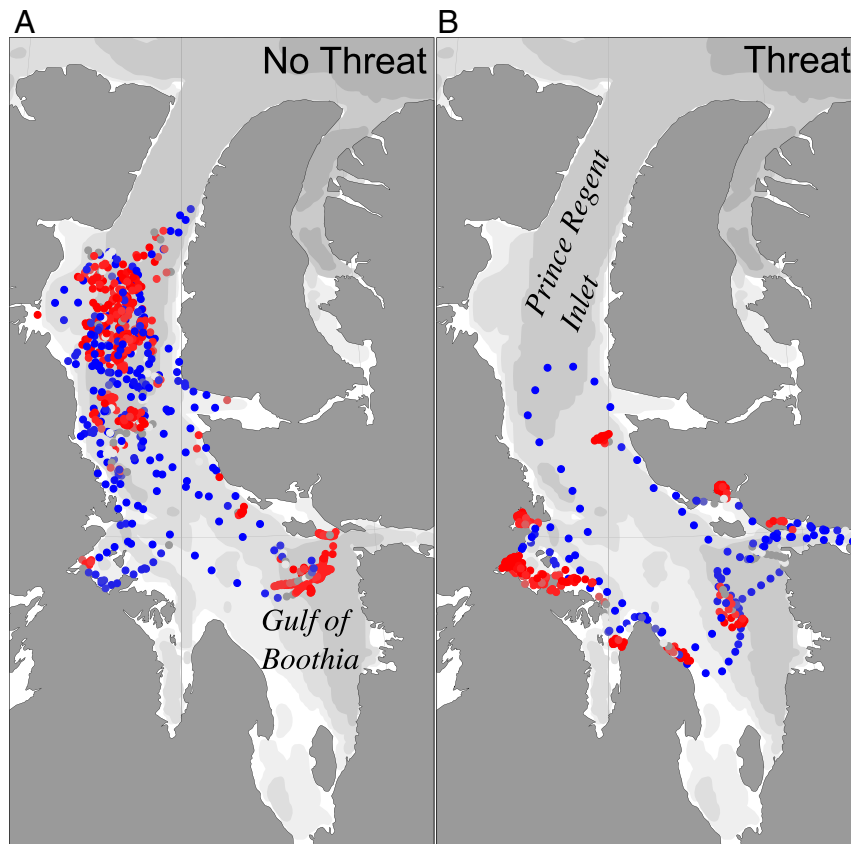 A
B
No Threat
Threat
Prince Regent
Inlet
Gulf of
Boothia